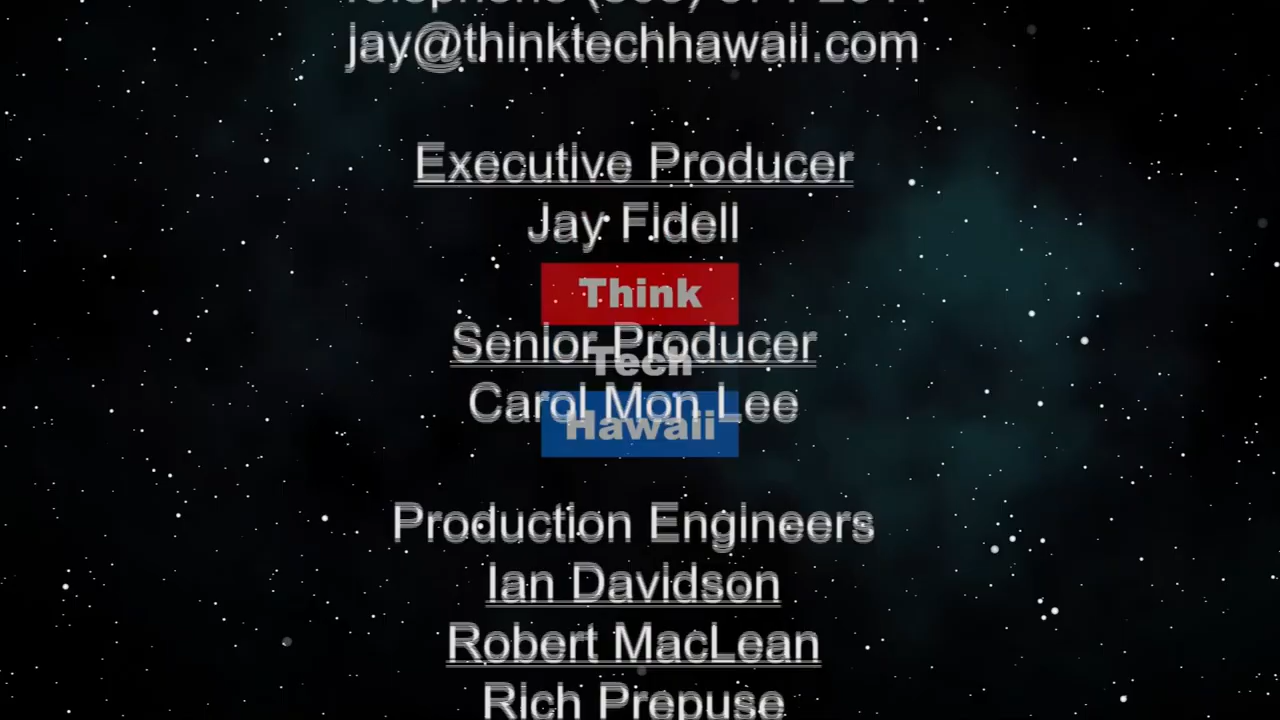 jay@thinktechhawaii.com
Executive Producer
Jay Fidell
Think
Senior Producer
Tech
Carol Mon Lee
Hawaii
Production Engineers
Ian Davidson
Robert MacLean
Rich Prepuse